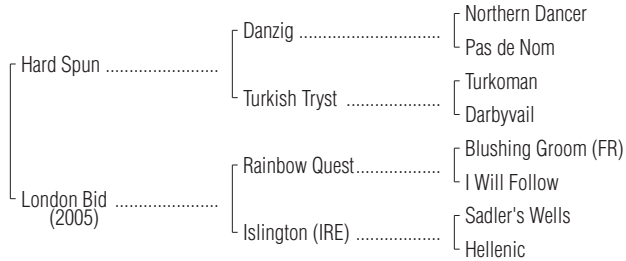 Northern Dancer
Danzig
Pas de Nom
Hard Spun
Turkoman
Turkish Tryst
Darbyvail
Blushing Groom (FR)
Rainbow Quest
I Will Follow
London Bid
(2005)
Sadler's Wells
Islington (IRE)
Hellenic